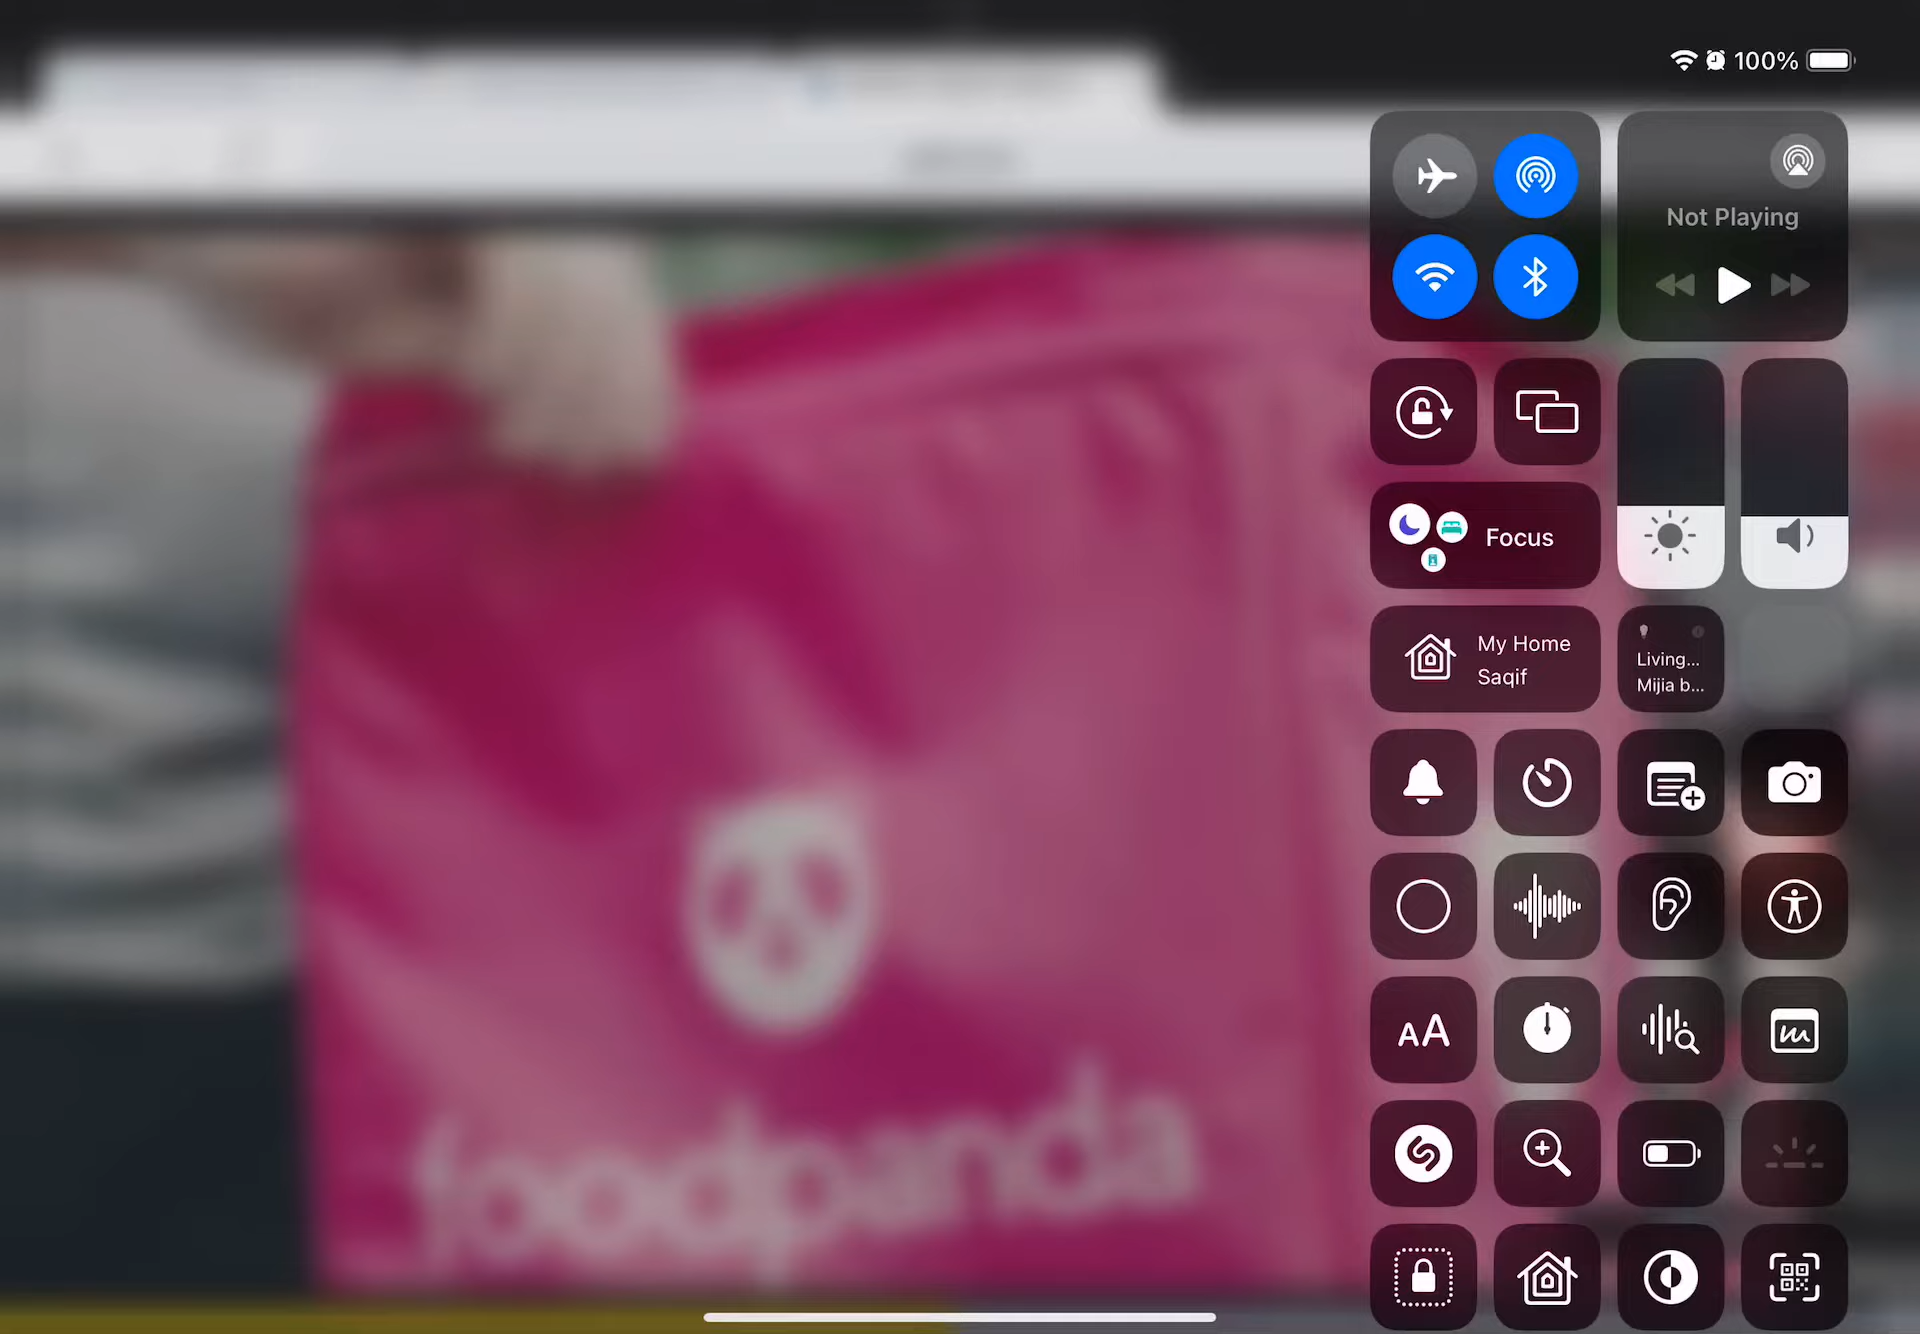 100%
Not Playing
Focus
My Home
Saqif
Living...
Mijia b...
AA
foodpanda